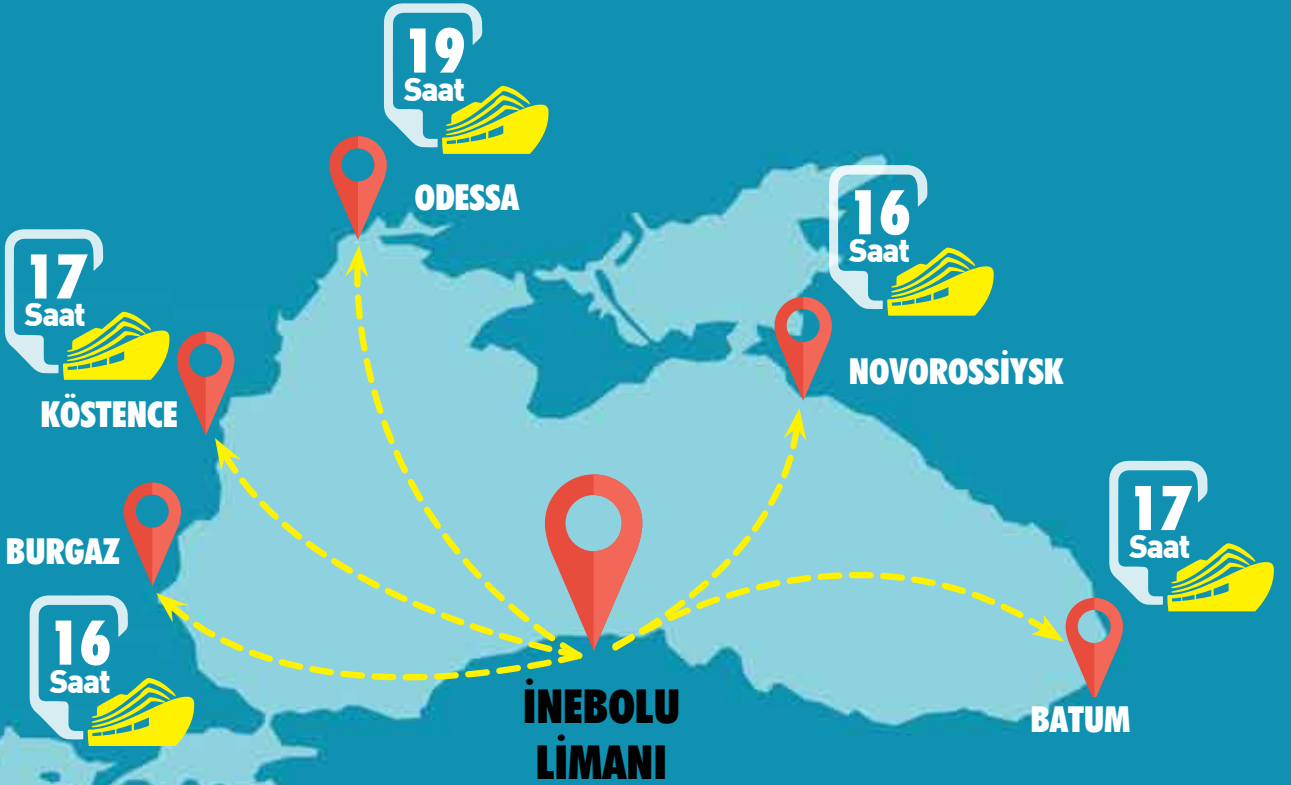 19
Saat
ODESSA
16
Saat
NOVOROSSİYSK
17
Saat
KÖSTENCE
BURGAZ
16
Saat
17
Saat
BATUM
İNEBOLU
LİMANI